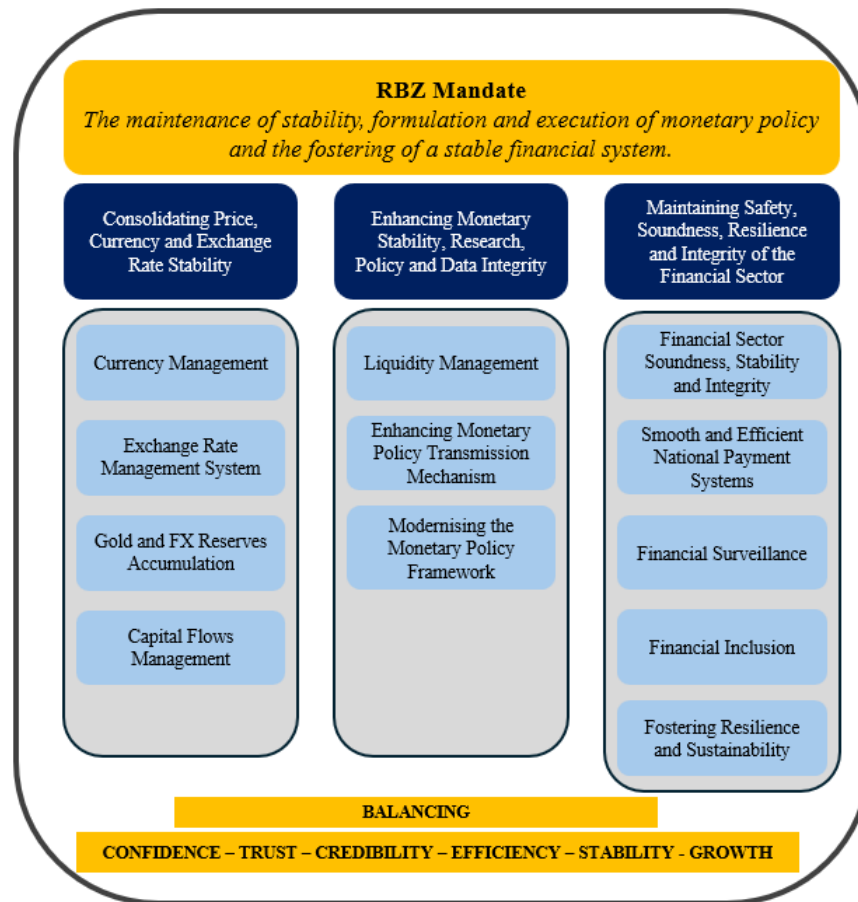 RBZ Mandate
The maintenance of stability, formulation and execution of monetary policy
and the fostering of a stable financial system.
Consolidating Price,
Currency and Exchange
Rate Stability
Currency Management
Exchange Rate
Management System
Gold and FX Reserves
Accumulation
Capital Flows
Management
Enhancing Monetary
Stability, Research,
Policy and Data Integrity
Liquidity Management
Enhancing Monetary
Policy Transmission
Mechanism
Modernising the
Monetary Policy
Framework
Maintaining Safety,
Soundness, Resilience
and Integrity of the
Financial Sector
Financial Sector
Soundness, Stability
and Integrity
Smooth and Efficient
National Payment
Systems
Financial Surveillance
Financial Inclusion
Fostering Resilience
and Sustainability
BALANCING
CONFIDENCE – TRUST – CREDIBILITY – EFFICIENCY – STABILITY - GROWTH